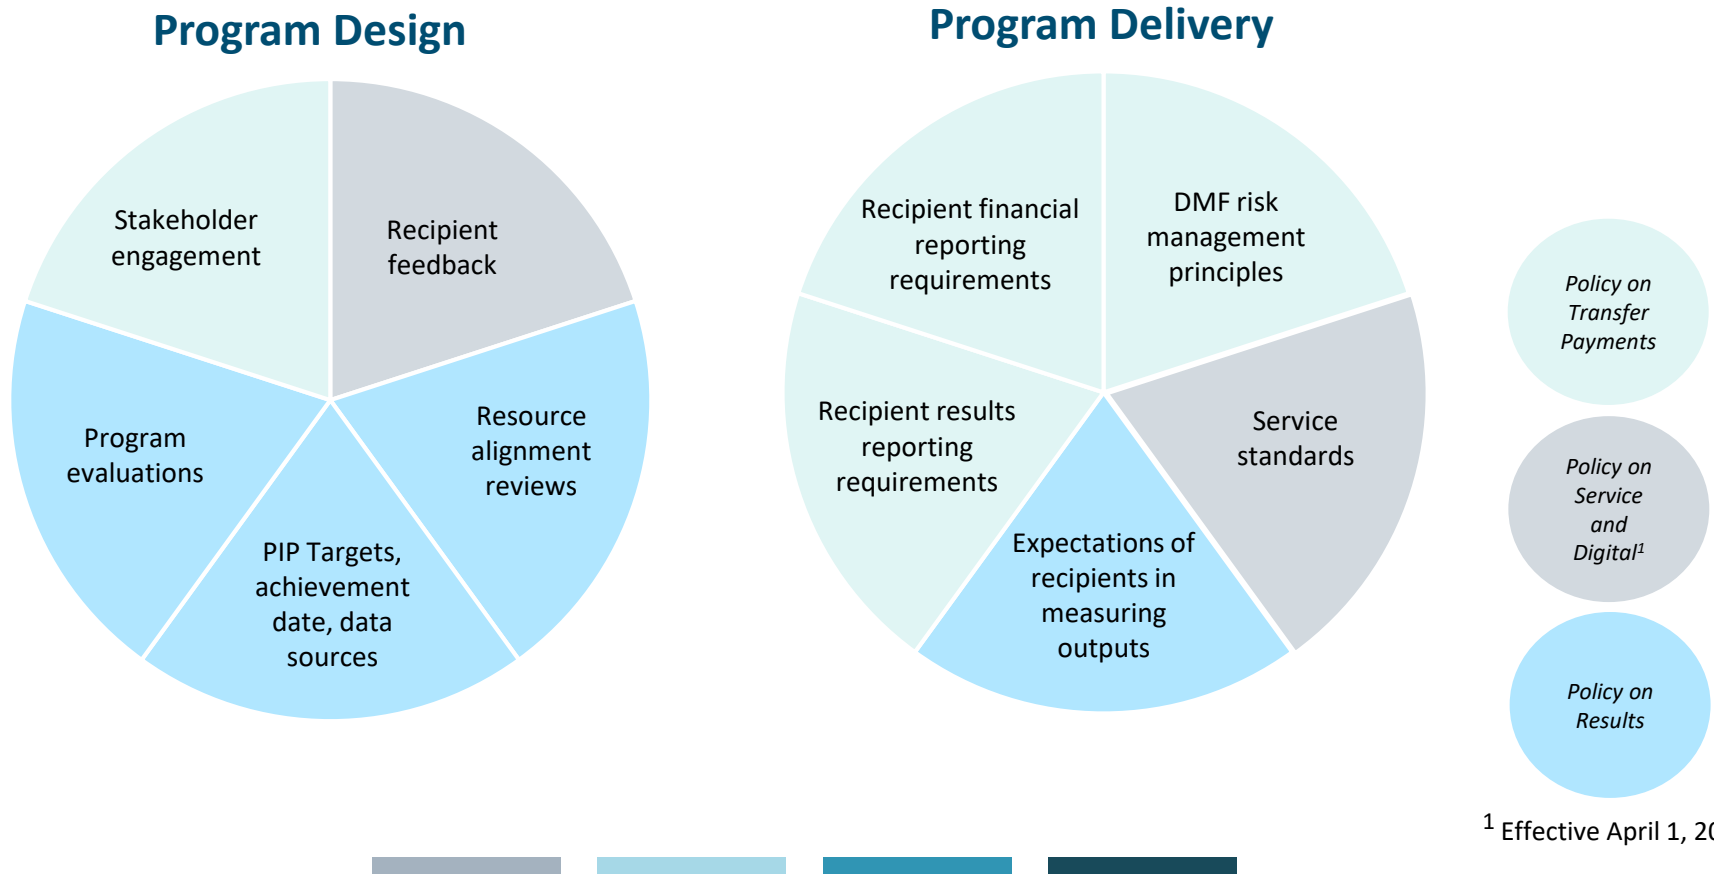 Program Design
Stakeholder
engagement
Recipient
feedback
Program
evaluations
Resource
alignment
reviews
PIP Targets,
achievement
date, data
sources
Program Delivery
Recipient financial
reporting
requirements
DMF risk
management
principles
Recipient results
reporting
requirements
Service
standards
Expectations of
recipients in
measuring
outputs
Policy on
Transfer
Payments
Policy on
Service
and
Digital¹
Policy on
Results
¹ Effective April 1,